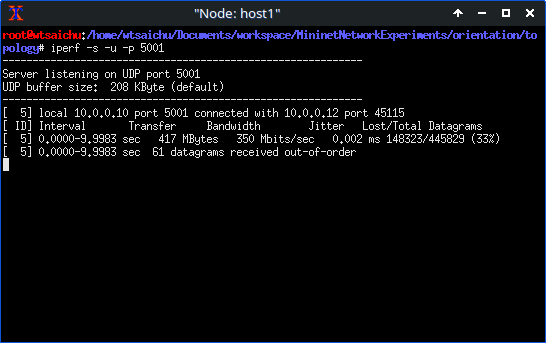 "Node: host1"
root@wtsaichu:/home/wtsaichu/Documents/workspace/MininetNetworkExperiments/orientation/to
pology# iperf -s -u -p 5001
------------------------------------------------------------
Server listening on UDP port 5001
UDP buffer size:  208 KByte (default)
------------------------------------------------------------
[  5] local 10.0.0.10 port 5001 connected with 10.0.0.12 port 45115
[ ID] Interval       Transfer     Bandwidth        Jitter   Lost/Total Datagrams
[  5] 0.0000-9.9983 sec   417 MBytes   350 Mbits/sec   0.002 ms 148323/445829 (33%)
[  5] 0.0000-9.9983 sec  61 datagrams received out-of-order